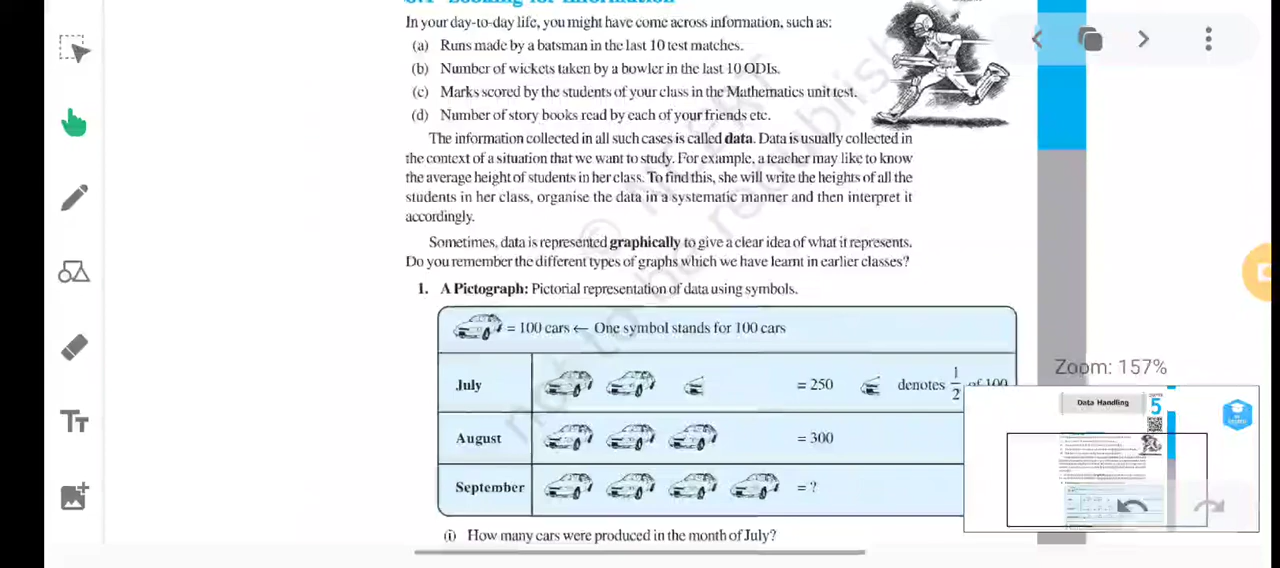 In your day-to-day life, you might have come across information, such as:
(a) Runs made by a batsman in the last 10 test matches.
(b) Number of wickets taken by a bowler in the last 10 ODIs.
(c) Marks scored by the students of your class in the Mathematics unit test.
(d) Number of story books read by each of your friends etc.
The information collected in all such cases is called data. Data is usually collected in
the context of a situation that we want to study. For example, a teacher may like to know
the average height of students in her class. To find this, she will write the heights of all the
students in her class, organise the data in a systematic manner and then interpret it
accordingly.
Sometimes, data is represented graphically to give a clear idea of what it represents.
Do you remember the different types of graphs which we have learnt in earlier classes?
1. A Pictograph: Pictorial representation of data using symbols.
= 100 cars ← One symbol stands for 100 cars
July = 250 denotes 1/2 of 100
August = 300
September = ?
(i) How many cars were produced in the month of July?
Zoom: 157%
Data Handling
5
Tт
© NCERT
not to be republished